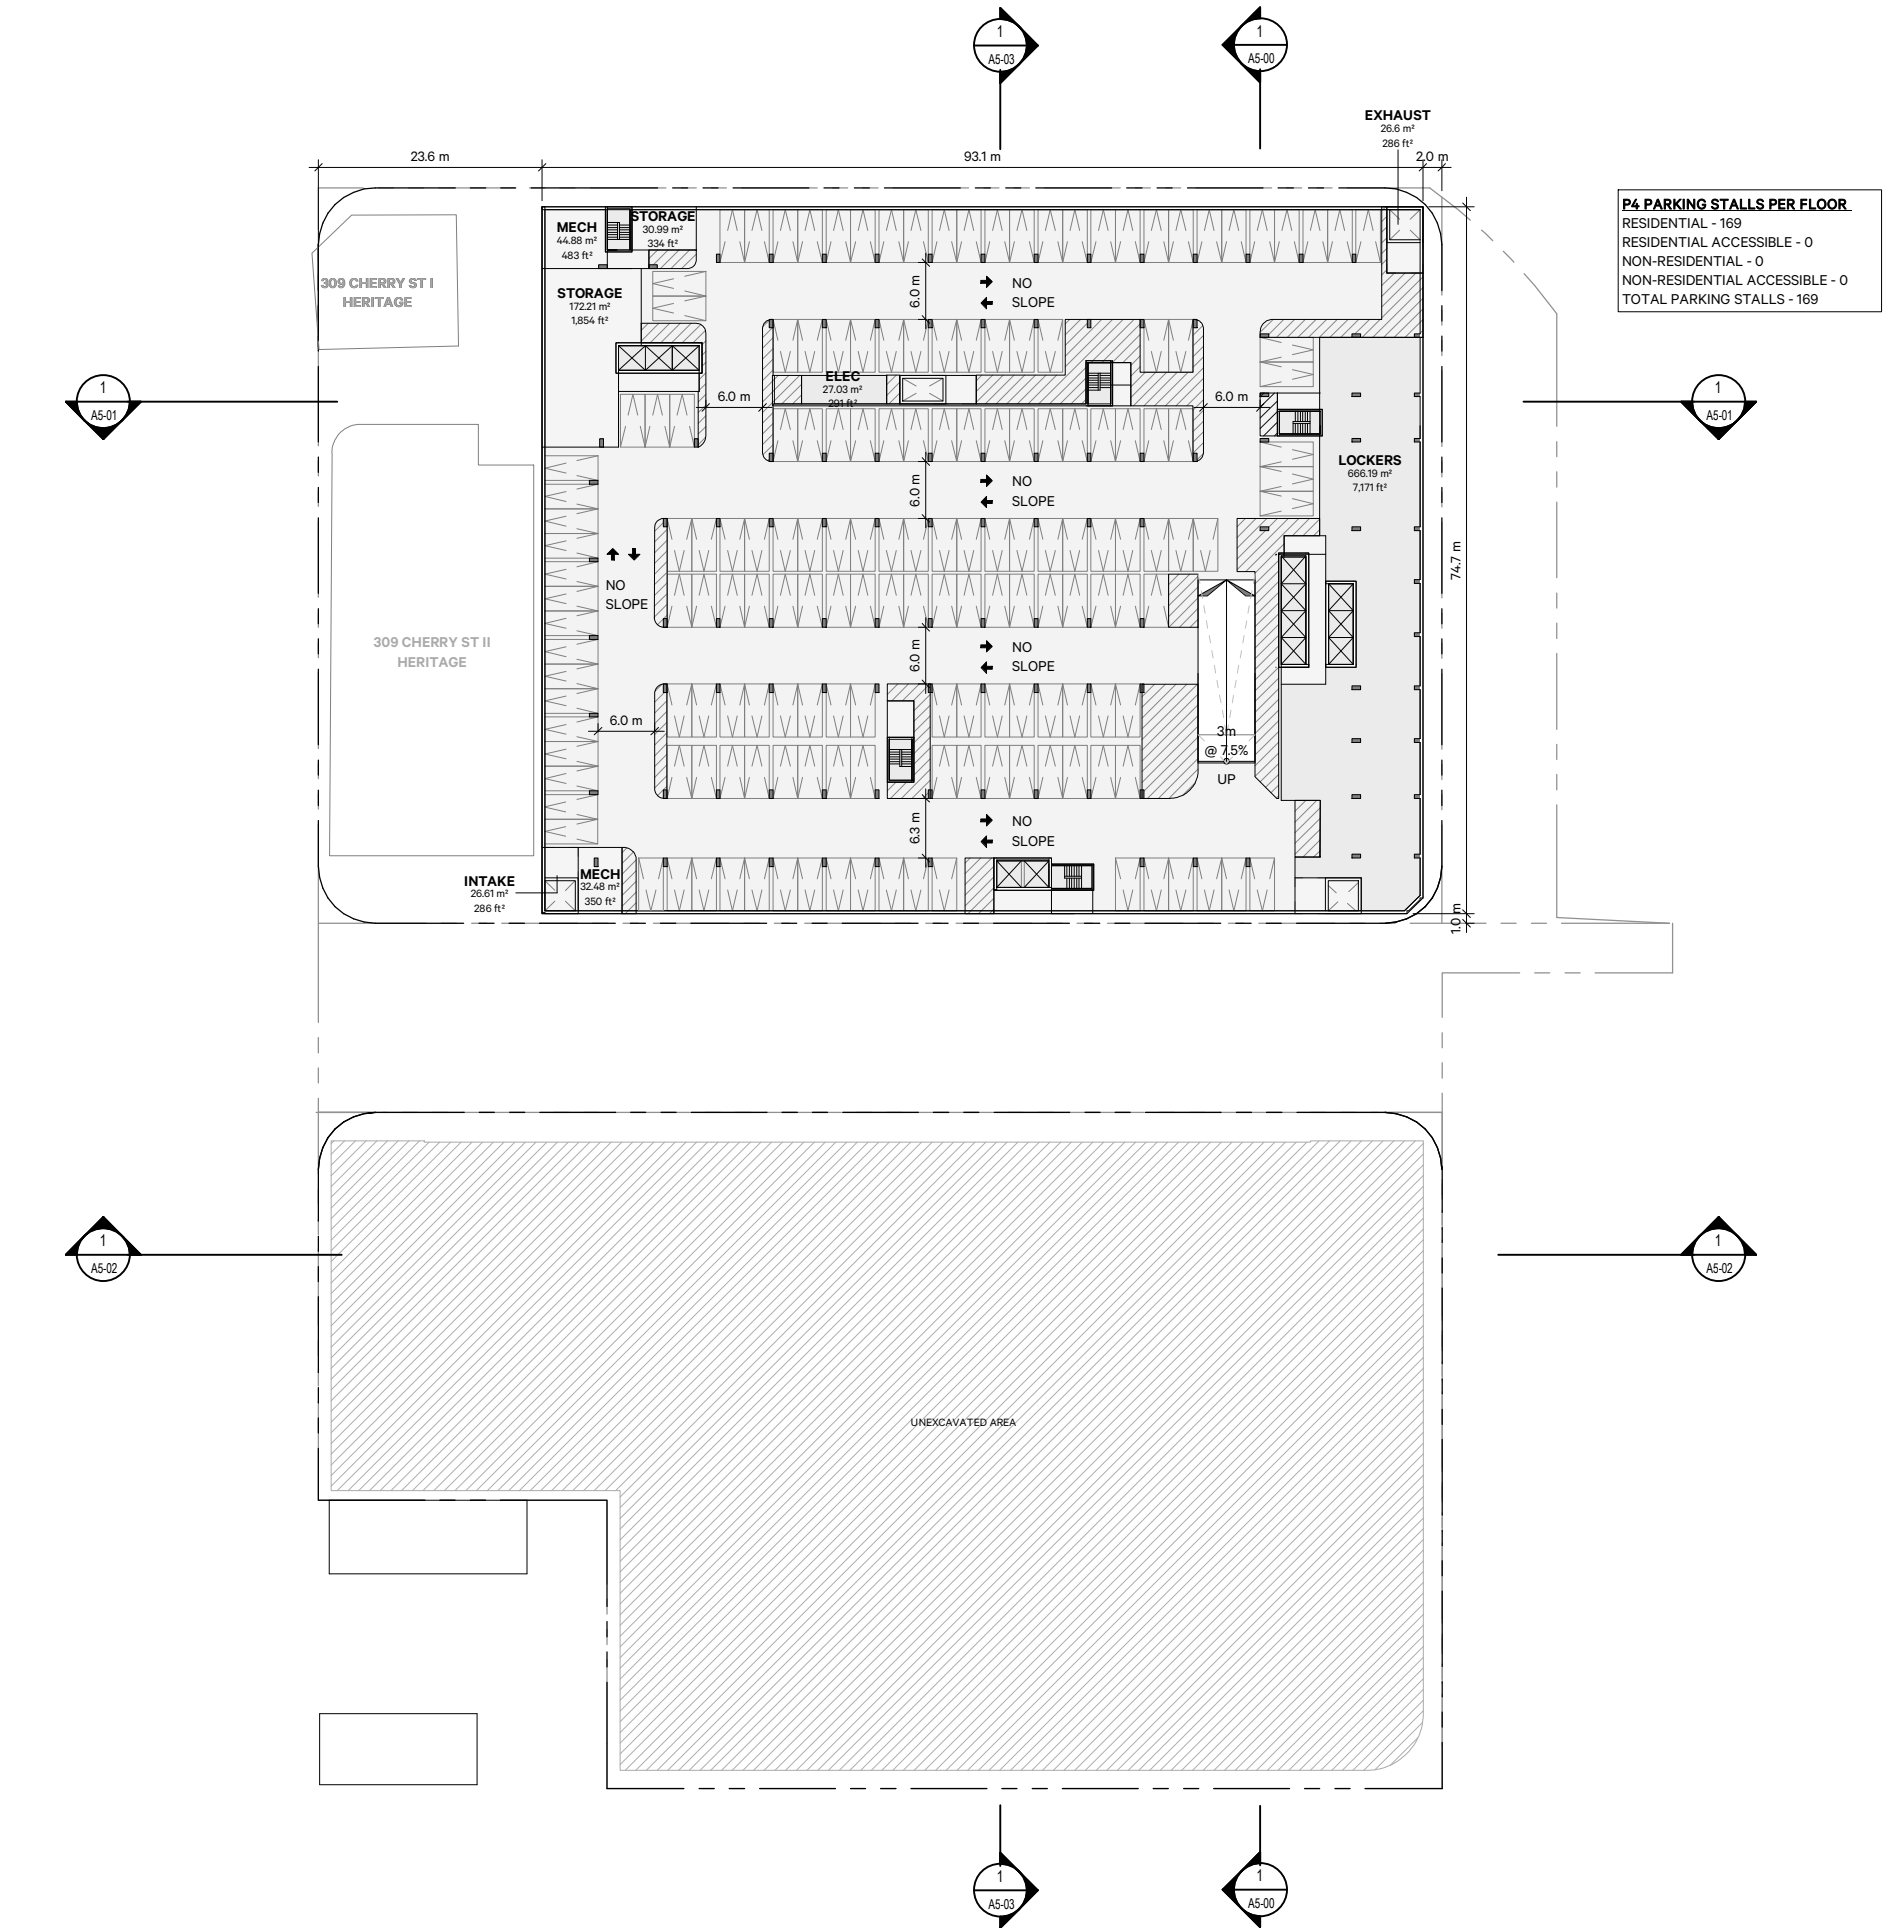 1
A5-03
1
A5-00
EXHAUST
26.6 m²
286 ft²
23.6 m
93.1 m
2.0 m
P4 PARKING STALLS PER FLOOR
RESIDENTIAL - 169
RESIDENTIAL ACCESSIBLE - 0
NON-RESIDENTIAL - 0
NON-RESIDENTIAL ACCESSIBLE - 0
TOTAL PARKING STALLS - 169
MECH
44.88 m²
483 ft²
STORAGE
30.99 m²
334 ft²
309 CHERRY ST I
HERITAGE
STORAGE
172.21 m²
1,854 ft²
6.0 m
NO
SLOPE
1
A5-01
ELEC
27.03 m²
291 ft²
6.0 m
6.0 m
1
A5-01
LOCKERS
666.19 m²
7,171 ft²
6.0 m
NO
SLOPE
74.7 m
NO
SLOPE
309 CHERRY ST II
HERITAGE
6.0 m
NO
SLOPE
6.0 m
3m
@ 7.5%
UP
6.3 m
NO
SLOPE
INTAKE
26.61 m²
286 ft²
MECH
32.48 m²
350 ft²
1.0 m
1
A5-02
1
A5-02
UNEXCAVATED AREA
1
A5-03
1
A5-00